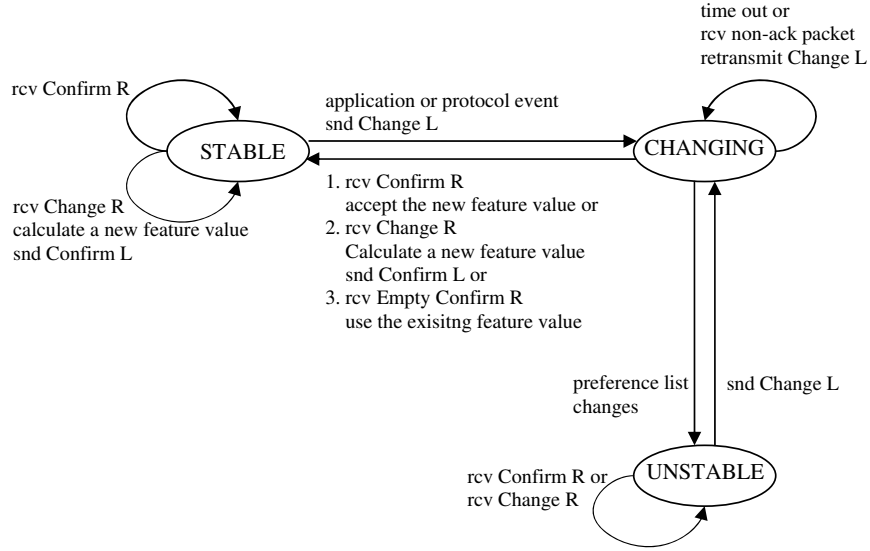 time out or
rcv non-ack packet
retransmit Change L
rcv Confirm R
application or protocol event
snd Change L
STABLE
CHANGING
1. rcv Confirm R
accept the new feature value or
2. rcv Change R
Calculate a new feature value
snd Confirm L or
3. rcv Empty Confirm R
use the exisitng feature value
rcv Change R
calculate a new feature value
snd Confirm L
preference list
changes
snd Change L
UNSTABLE
rcv Confirm R or
rcv Change R